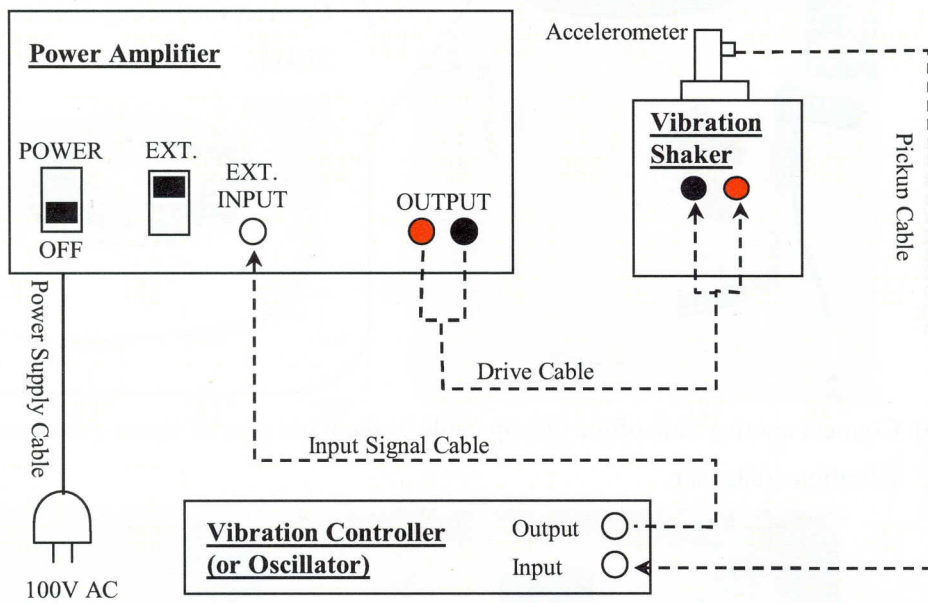 Power Amplifier
POWER
OFF
EXT.
EXT.
INPUT
OUTPUT
Accelerometer
Vibration
Shaker
Pickun Cable
Power Supply Cable
Drive Cable
Input Signal Cable
Vibration Controller
(or Oscillator)
Output
Input
100V AC